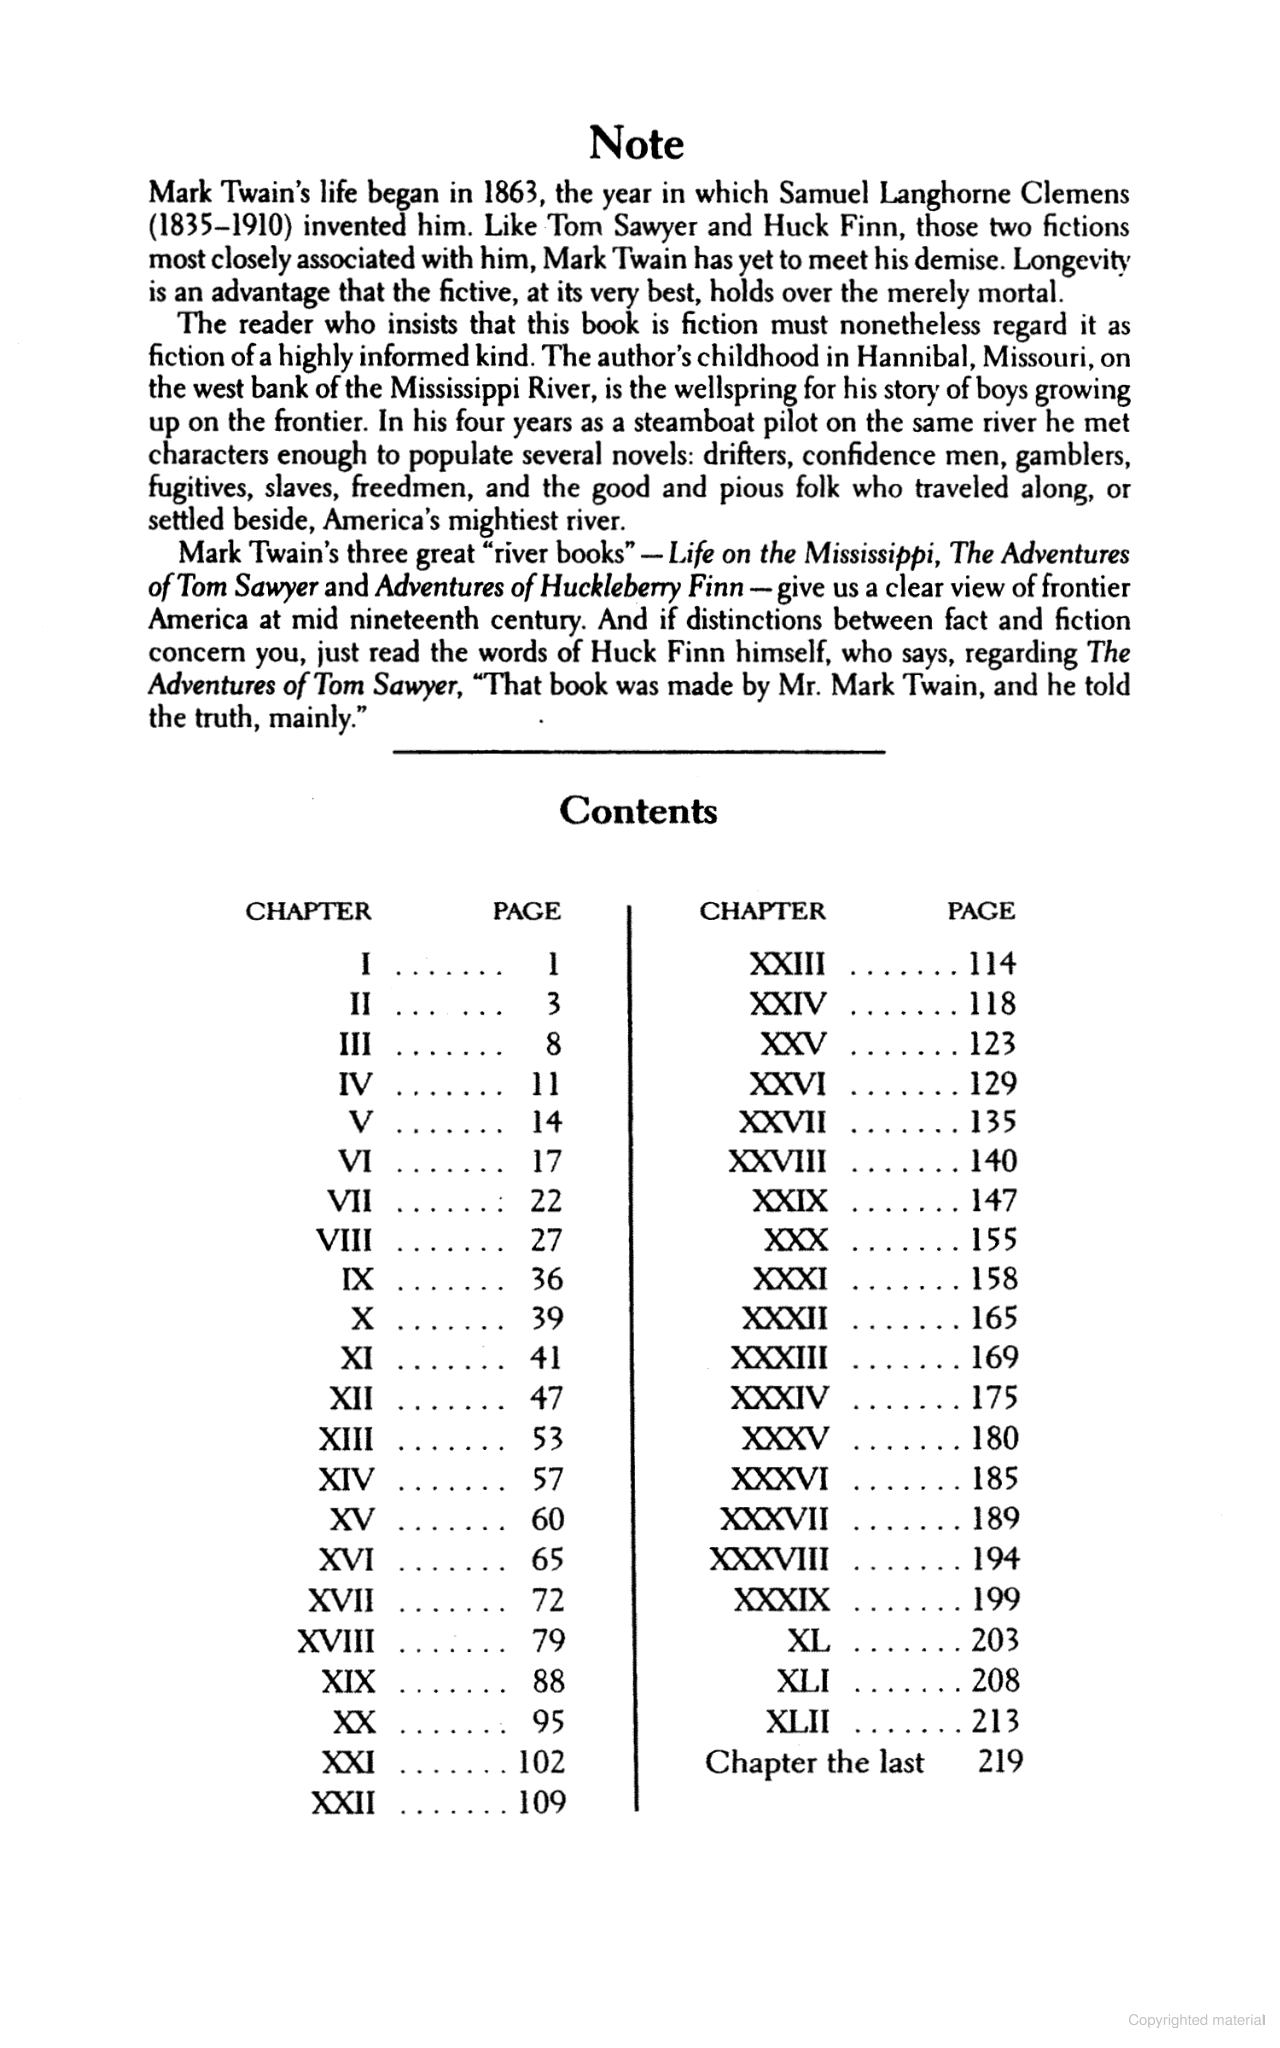 Note
Mark Twain's life began in 1863, the year in which Samuel Langhorne Clemens
(1835–1910) invented him. Like Tom Sawyer and Huck Finn, those two fictions
most closely associated with him, Mark Twain has yet to meet his demise. Longevity
is an advantage that the fictive, at its very best, holds over the merely mortal.
The reader who insists that this book is fiction must nonetheless regard it as
fiction of a highly informed kind. The author's childhood in Hannibal, Missouri, on
the west bank of the Mississippi River, is the wellspring for his story of boys growing
up on the frontier. In his four years as a steamboat pilot on the same river he met
characters enough to populate several novels: drifters, confidence men, gamblers,
fugitives, slaves, freedmen, and the good and pious folk who traveled along, or
settled beside, America's mightiest river.
Mark Twain's three great “river books” — Life on the Mississippi, The Adventures
of Tom Sawyer and Adventures of Huckleberry Finn — give us a clear view of frontier
America at mid nineteenth century. And if distinctions between fact and fiction
concern you, just read the words of Huck Finn himself, who says, regarding The
Adventures of Tom Sawyer, “That book was made by Mr. Mark Twain, and he told
the truth, mainly.”
Contents
CHAPTER PAGE
I ....... 1
II ... ... 3
III ....... 8
IV ....... 11
V ....... 14
VI ....... 17
VII ....... 22
VIII ....... 27
IX ....... 36
X ....... 39
XI ....... 41
XII ....... 47
XIII ....... 53
XIV ....... 57
XV ....... 60
XVI ....... 65
XVII ....... 72
XVIII ....... 79
XIX ....... 88
XX ....... 95
XXI ....... 102
XXII ....... 109
CHAPTER PAGE
XXIII ....... 114
XXIV ....... 118
XXV ....... 123
XXVI ....... 129
XXVII ....... 135
XXVIII ....... 140
XXIX ....... 147
XXX ....... 155
XXXI ....... 158
XXXII ....... 165
XXXIII ....... 169
XXXIV ....... 175
XXXV ....... 180
XXXVI ....... 185
XXXVII ....... 189
XXXVIII ....... 194
XXXIX ....... 199
XL ....... 203
XLI ....... 208
XLII ....... 213
Chapter the last 219
Copyrighted material